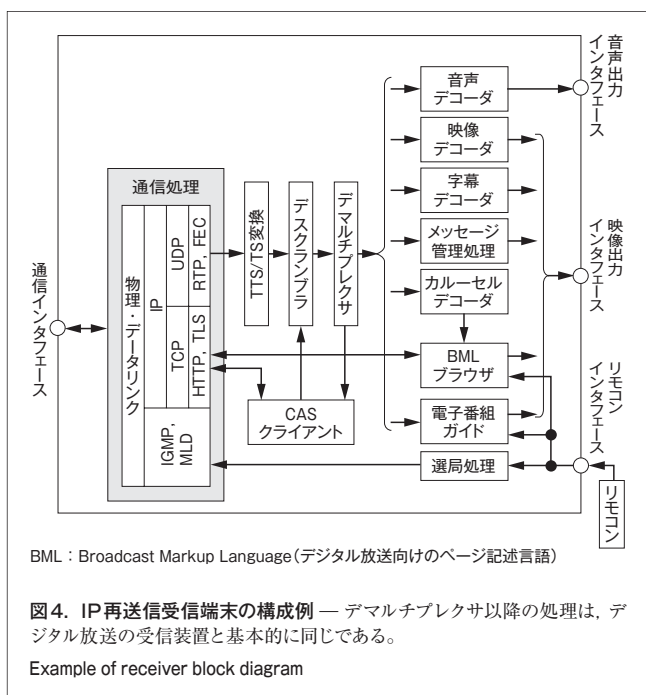 通信インタフェース
通信処理
物理・データリンク
IP
UDP
RTP, FEC
TCP
HTTP, TLS
IGMP,
MLD
TTS/TS変換
デスクランブラ
デマルチプレクサ
CAS
クライアント
音声
デコーダ
映像
デコーダ
字幕
デコーダ
メッセージ
管理処理
カルーセル
デコーダ
BML
ブラウザ
電子番組
ガイド
選局処理
音声出力
インタフェース
映像出力
インタフェース
リモコン
インタフェース
リモコン
BML：Broadcast Markup Language（デジタル放送向けのページ記述言語）
図4. IP再送信受信端末の構成例 — デマルチプレクサ以降の処理は，デ
ジタル放送の受信装置と基本的に同じである。
Example of receiver block diagram